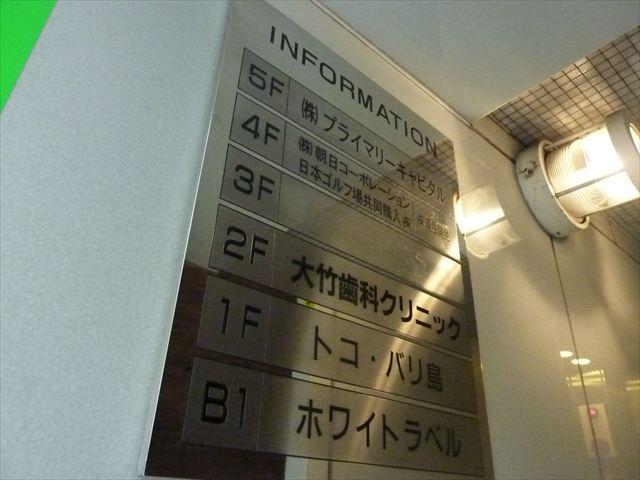 INFORMATION
5F ㈱ プライマリーキャピタル
4F ㈱朝日コーポレーション
日本ゴルフ場共同購入㈱
3F
2F 大竹歯科クリニック
1F トコ・バリ島
B1 ホワイトラベル